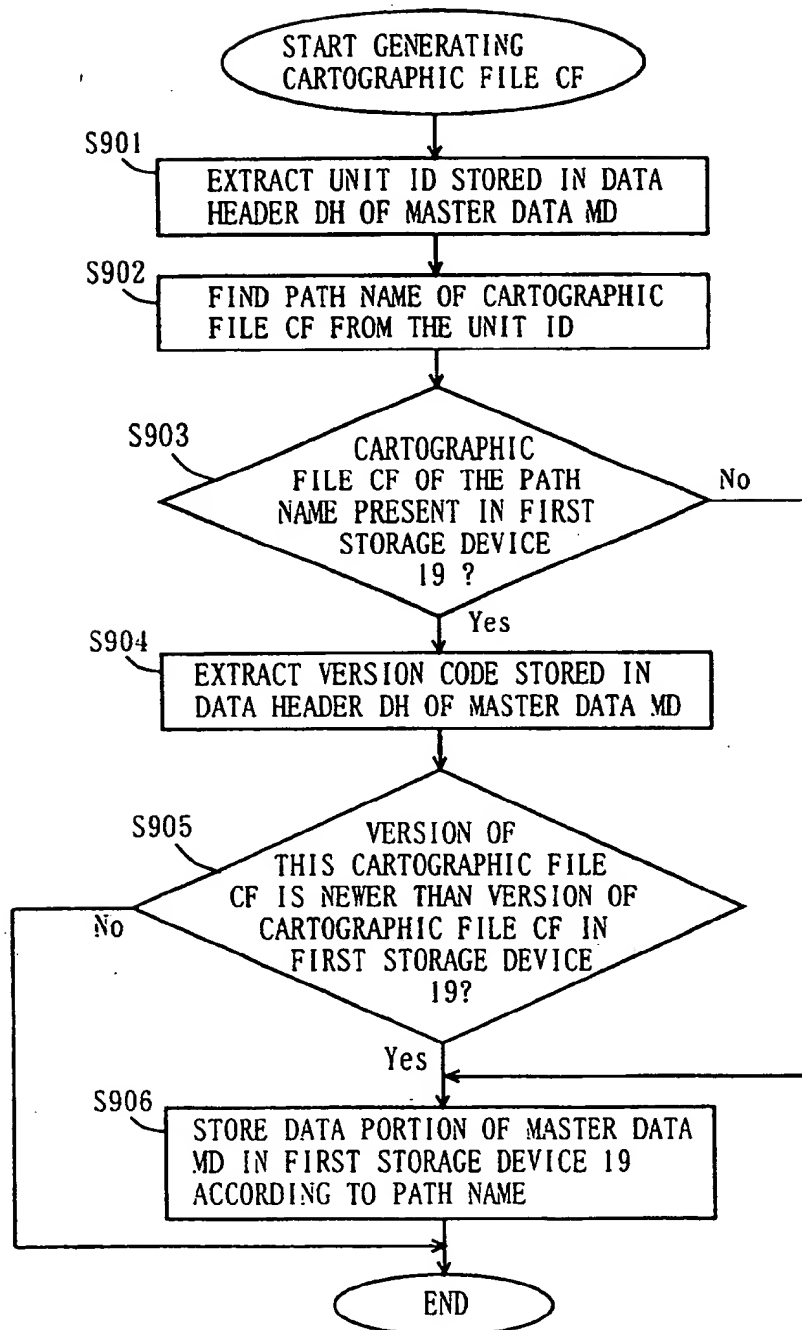 START GENERATING
CARTOGRAPHIC FILE CF
S901
EXTRACT UNIT ID STORED IN DATA
HEADER DH OF MASTER DATA MD
S902
FIND PATH NAME OF CARTOGRAPHIC
FILE CF FROM THE UNIT ID
S903
CARTOGRAPHIC
FILE CF OF THE PATH
NAME PRESENT IN FIRST
STORAGE DEVICE
19 ?
No
Yes
S904
EXTRACT VERSION CODE STORED IN
DATA HEADER DH OF MASTER DATA MD
S905
VERSION OF
THIS CARTOGRAPHIC FILE
CF IS NEWER THAN VERSION OF
CARTOGRAPHIC FILE CF IN
FIRST STORAGE DEVICE
19?
No
Yes
S906
STORE DATA PORTION OF MASTER DATA
MD IN FIRST STORAGE DEVICE 19
ACCORDING TO PATH NAME
END